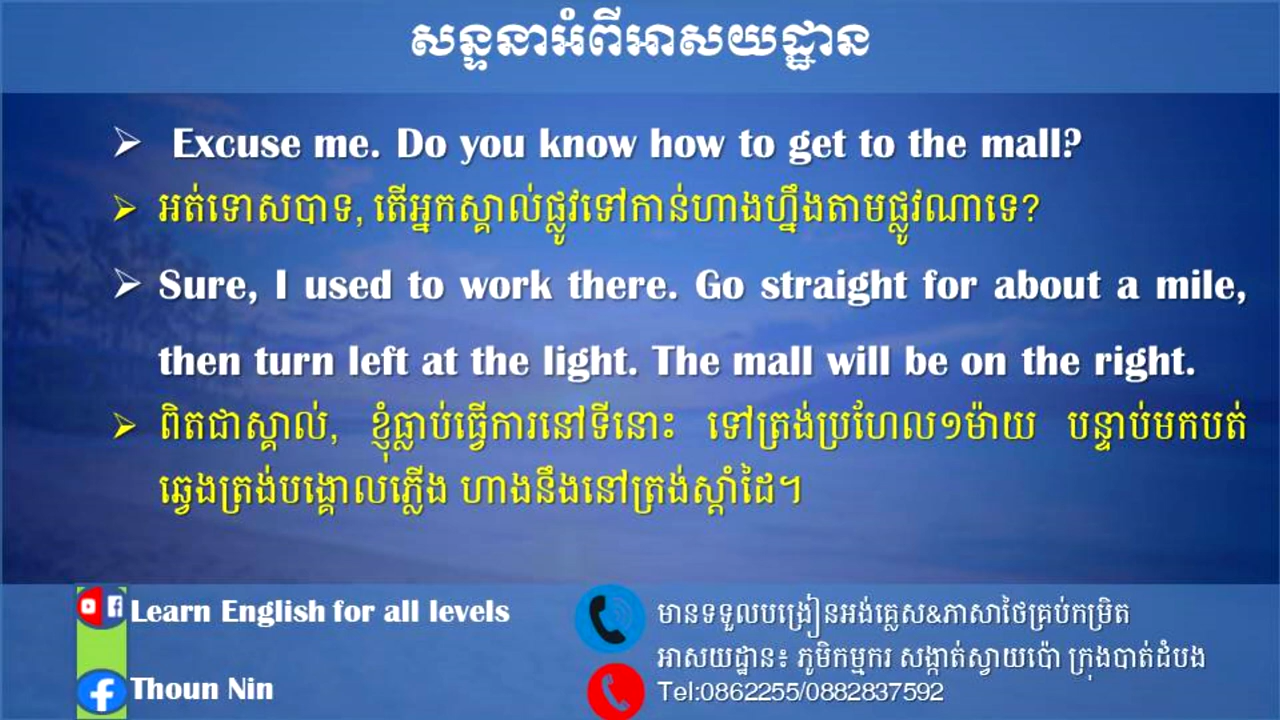 សន្ទនាអំពីអាសយដ្ឋាន
➢ Excuse me. Do you know how to get to the mall?
➢ អត់ទោសបាទ, តើអ្នកស្គាល់ផ្លូវទៅកាន់ហាងហ្នឹងតាមផ្លូវណាទេ?
➢ Sure, I used to work there. Go straight for about a mile,
then turn left at the light. The mall will be on the right.
➢ ពិតជាស្គាល់, ខ្ញុំធ្លាប់ធ្វើការនៅទីនោះ ទៅត្រង់ប្រហែល១ម៉ាយ បន្ទាប់មកបត់
ឆ្វេងត្រង់បង្គោលភ្លើង ហាងនឹងនៅត្រង់ស្តាំដៃ។
Learn English for all levels
Thoun Nin
មានទទួលបង្រៀនអង់គ្លេស&ភាសាថៃគ្រប់កម្រិត
អាសយដ្ឋាន៖ ភូមិកម្មករ សង្កាត់ស្វាយប៉ោ ក្រុងបាត់ដំបង
Tel:0862255/0882837592